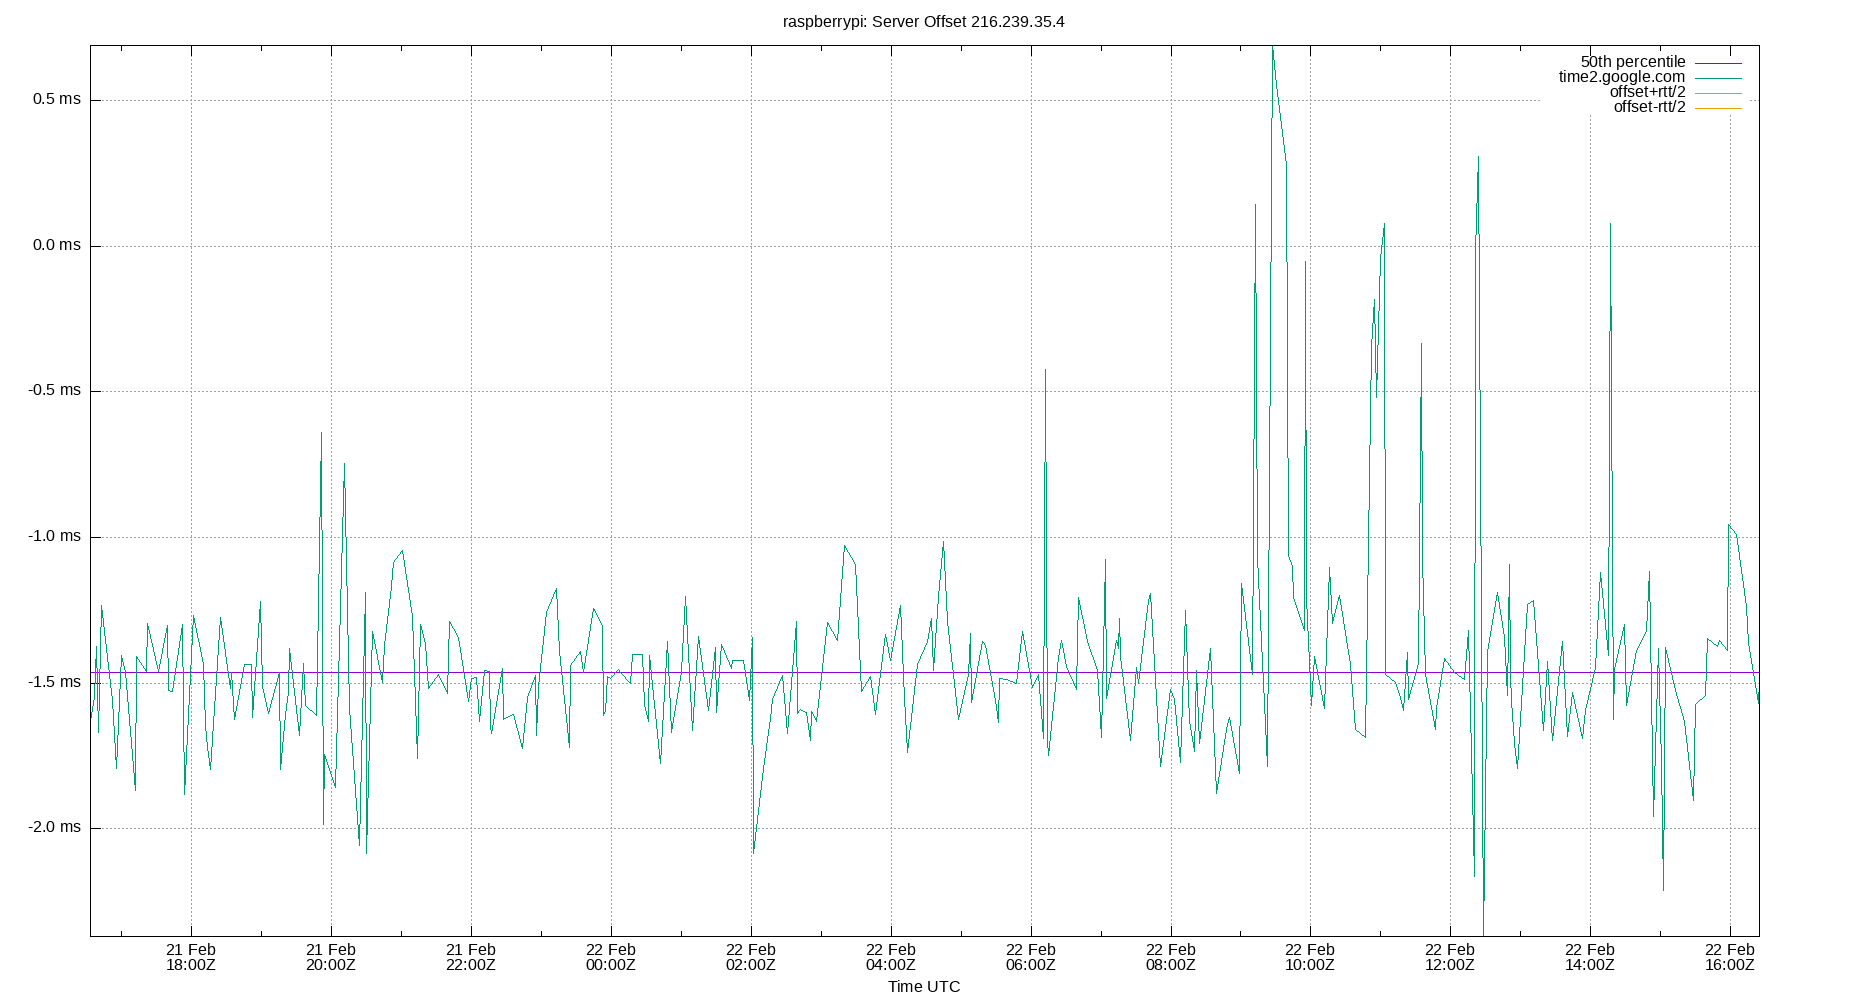 raspberrypi: Server Offset 216.239.35.4
50th percentile
time2.google.com
offset+rtt/2
offset-rtt/2
0.5 ms
0.0 ms
-0.5 ms
-1.0 ms
-1.5 ms
-2.0 ms
21 Feb 21 Feb 21 Feb 22 Feb 22 Feb 22 Feb 22 Feb 22 Feb 22 Feb 22 Feb 22 Feb 22 Feb
18:00Z 20:00Z 22:00Z 00:00Z 02:00Z 04:00Z 06:00Z 08:00Z 10:00Z 12:00Z 14:00Z 16:00Z
Time UTC